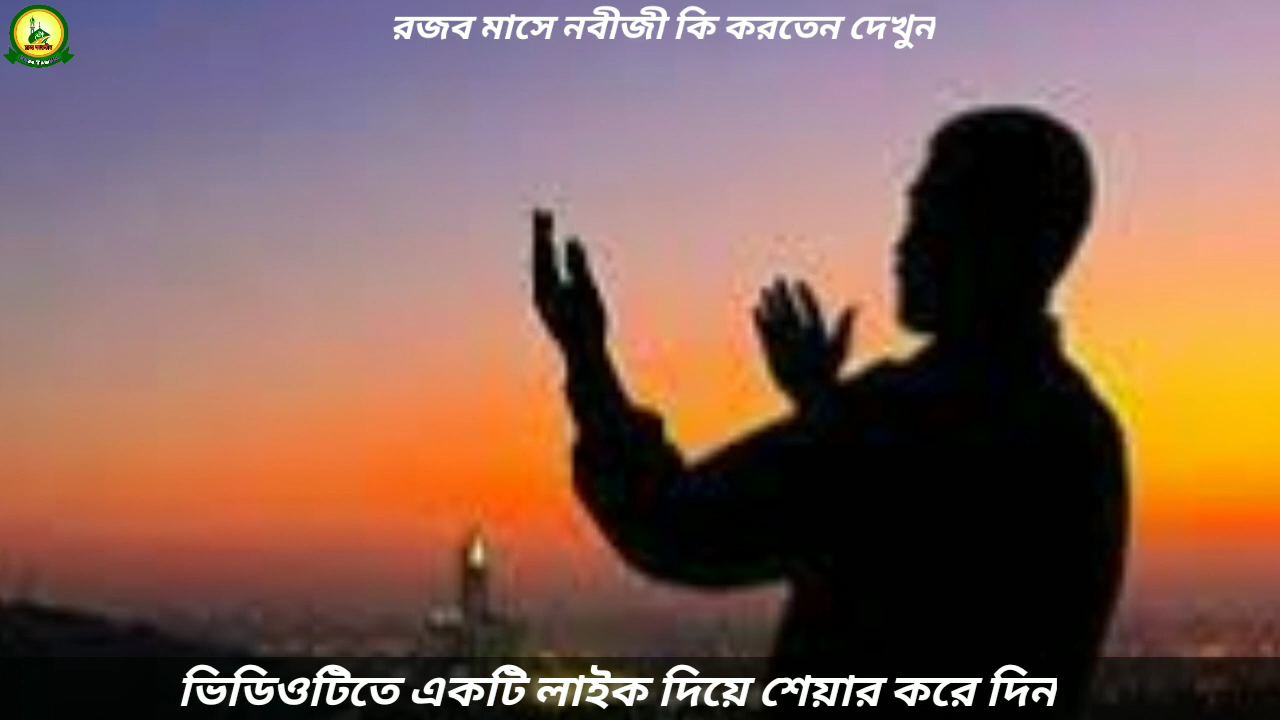 রজব মাসে নবীজী কি করতেন দেখুন
ভিডিওটিতে একটি লাইক দিয়ে শেয়ার করে দিন